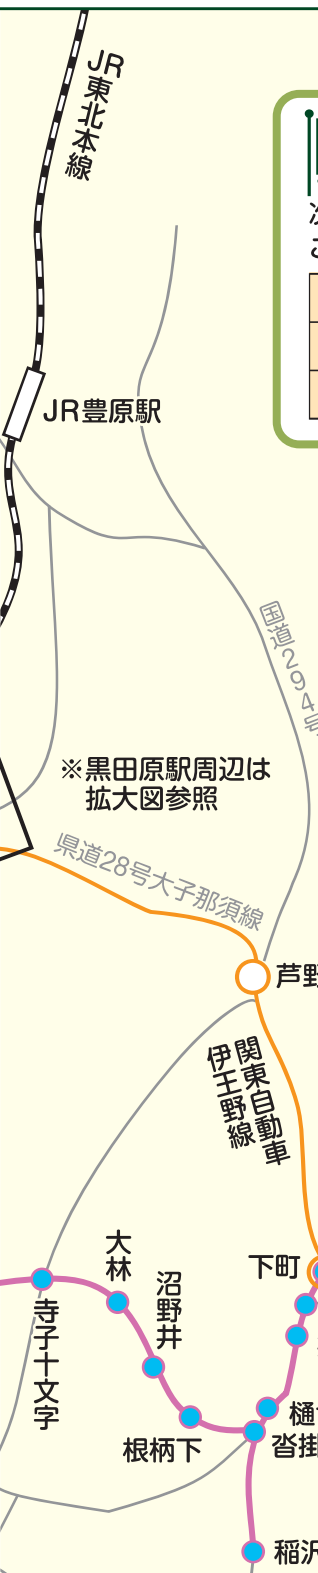 JR東北本線
JR豊原駅
国道294号
※黒田原駅周辺は
拡大図参照
県道28号大子那須線
芦野
関東自動車
伊王野線
大林
沼野井
下町
寺子十文字
根柄下
沓掛
稲沢